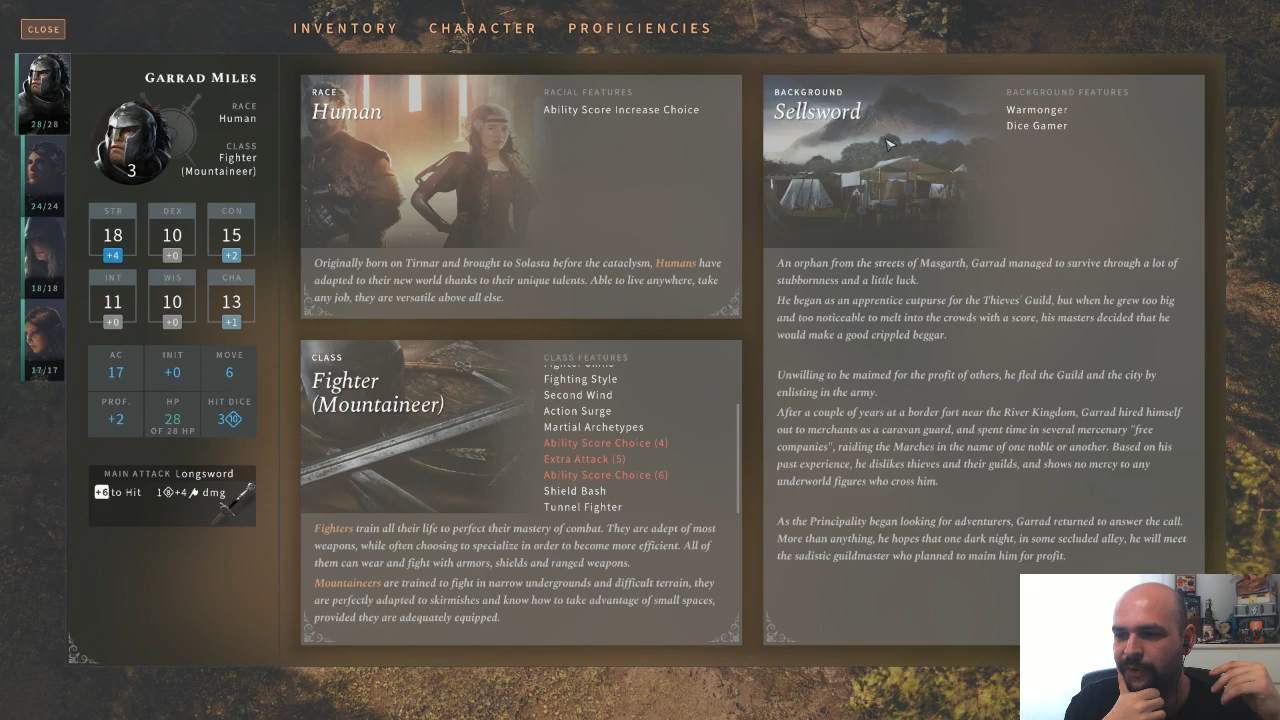 CLOSE
INVENTORY CHARACTER PROFICIENCIES
GARRAD MILES
28/28
24/24
18/18
17/17
RACE
Human
CLASS
Fighter
(Mountaineer)
3
STR DEX CON
18 10 15
+4 +0 +2
INT WIS CHA
11 10 13
+0 +0 +1
AC INIT MOVE
17 +0 6
PROF. HP HIT DICE
+2 28 3 10
OF 28 HP
MAIN ATTACK Longsword
+6 to Hit 1 8 +4 dmg
RACE
Human
RACIAL FEATURES
Ability Score Increase Choice
Originally born on Tirmar and brought to Solasta before the cataclysm, Humans have
adapted to their new world thanks to their unique talents. Able to live anywhere, take
any job, they are versatile above all else.
CLASS
Fighter
(Mountaineer)
CLASS FEATURES
Fighting Style
Second Wind
Action Surge
Martial Archetypes
Ability Score Choice (4)
Extra Attack (5)
Ability Score Choice (6)
Shield Bash
Tunnel Fighter
Fighters train all their life to perfect their mastery of combat. They are adept of most
weapons, while often choosing to specialize in order to become more efficient. All of
them can wear and fight with armors, shields and ranged weapons.
Mountaineers are trained to fight in narrow undergrounds and difficult terrain, they
are perfectly adapted to skirmishes and know how to take advantage of small spaces,
provided they are adequately equipped.
BACKGROUND
Sellsword
BACKGROUND FEATURES
Warmonger
Dice Gamer
An orphan from the streets of Masgarth, Garrad managed to survive through a lot of
stubbornness and a little luck.
He began as an apprentice cutpurse for the Thieves' Guild, but when he grew too big
and too noticeable to melt into the crowds with a score, his masters decided that he
would make a good crippled beggar.
Unwilling to be maimed for the profit of others, he fled the Guild and the city by
enlisting in the army.
After a couple of years at a border fort near the River Kingdom, Garrad hired himself
out to merchants as a caravan guard, and spent time in several mercenary "free
companies", raiding the Marches in the name of one noble or another. Based on his
past experience, he dislikes thieves and their guilds, and shows no mercy to any
underworld figures who cross him.
As the Principality began looking for adventurers, Garrad returned to answer the call.
More than anything, he hopes that one dark night, in some secluded alley, he will meet
the sadistic guildmaster who planned to maim him for profit.